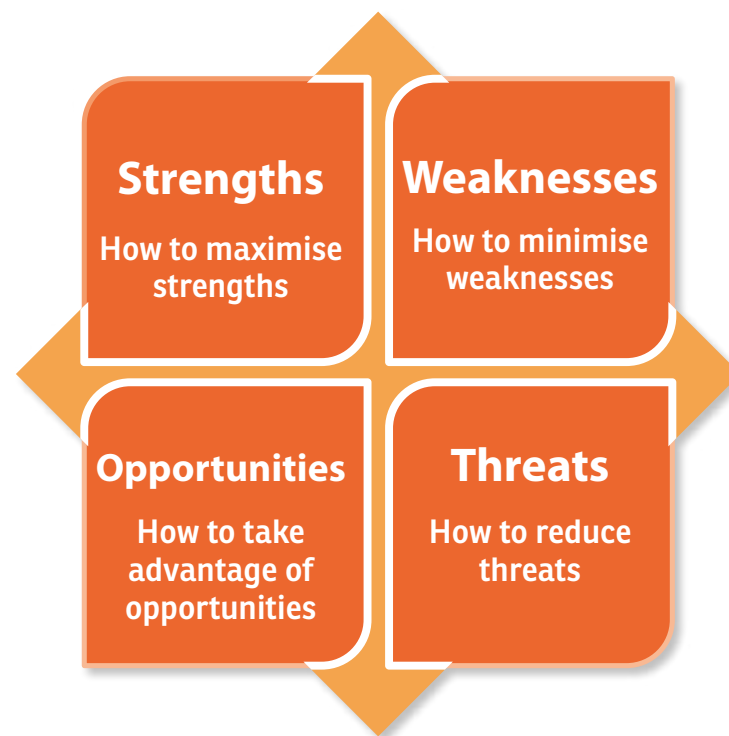 Strengths
How to maximise
strengths
Weaknesses
How to minimise
weaknesses
Opportunities
How to take
advantage of
opportunities
Threats
How to reduce
threats